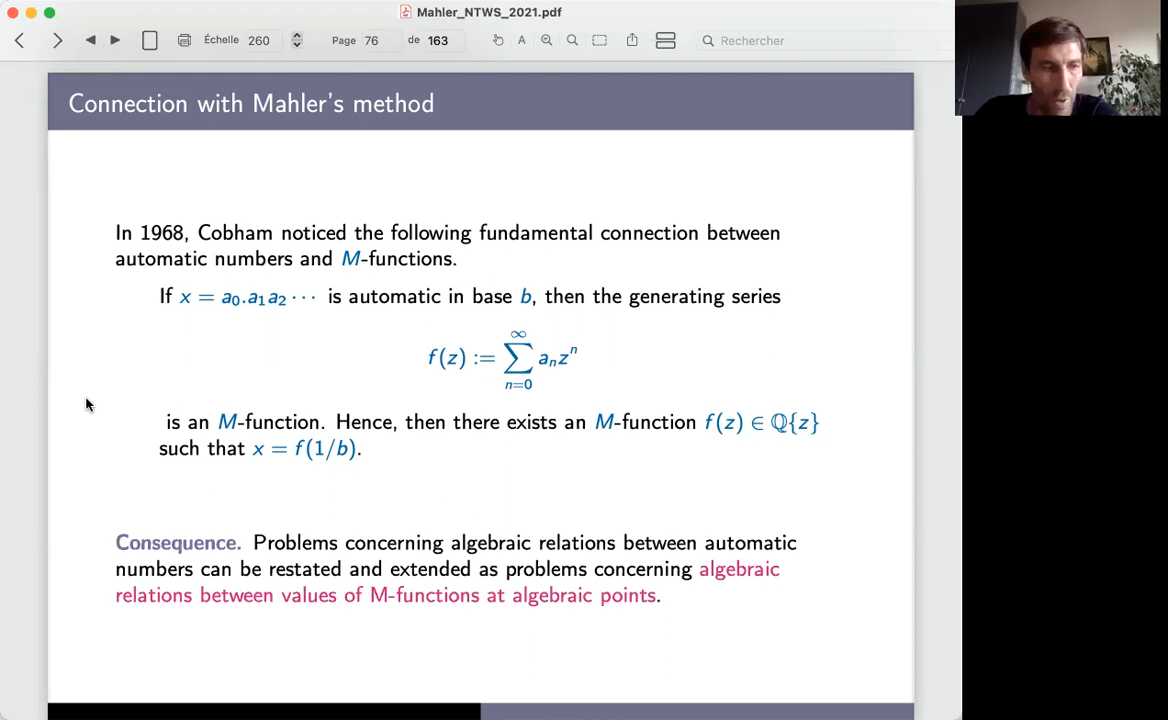 Mahler_NTWS_2021.pdf
Échelle 260 Page 76 de 163 A Rechercher
Connection with Mahler's method
In 1968, Cobham noticed the following fundamental connection between
automatic numbers and M-functions.
If x = a₀.a₁a₂ ··· is automatic in base b, then the generating series
f(z) := ∑_{n=0}^{∞} aₙzⁿ
is an M-function. Hence, then there exists an M-function f(z) ∈ ℚ{z}
such that x = f(1/b).
Consequence. Problems concerning algebraic relations between automatic
numbers can be restated and extended as problems concerning algebraic
relations between values of M-functions at algebraic points.